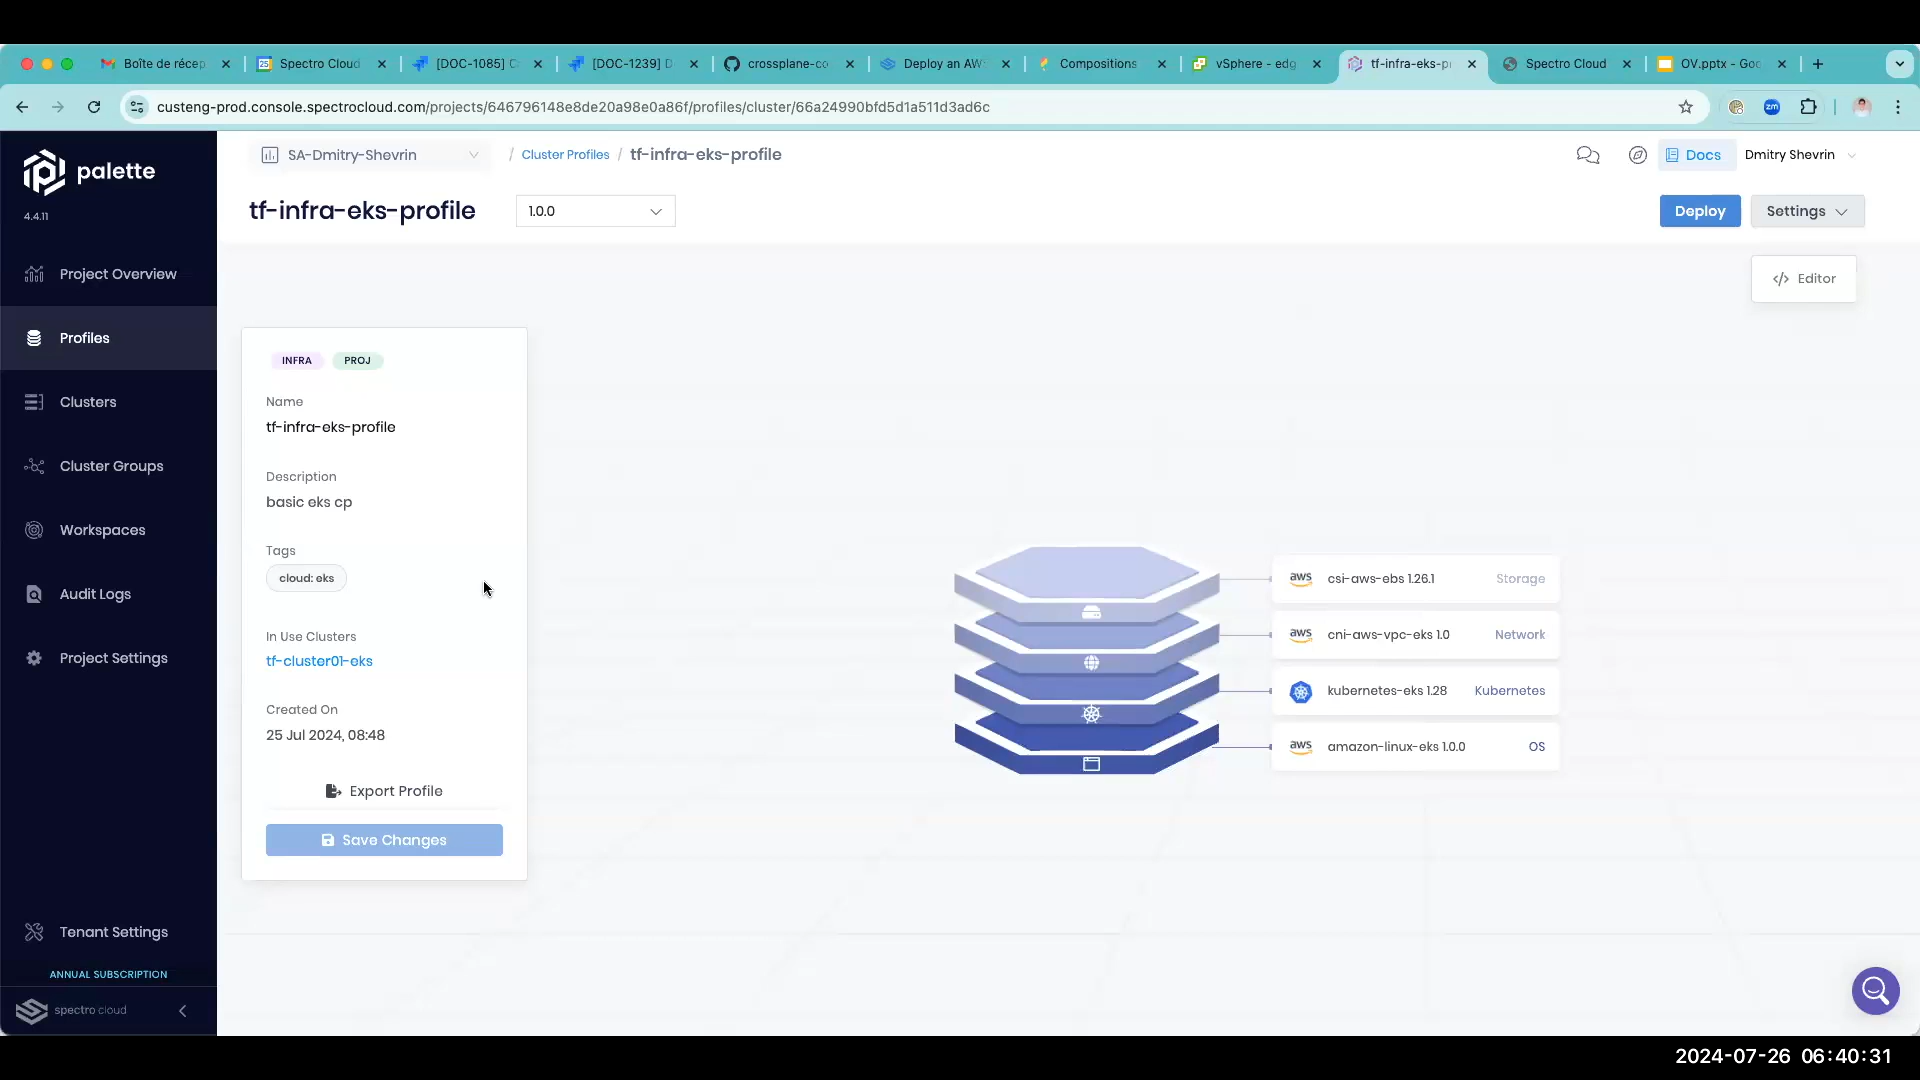 Boîte de récep
25
Spectro Cloud
[DOC-1085] C
[DOC-1239] D
crossplane-co
Deploy an AW
Compositions
vSphere - edg
tf-infra-eks-p
Spectro Cloud
OV.pptx - Goo
custeng-prod.console.spectrocloud.com/projects/646796148e8de20a98e0a86f/profiles/cluster/66a24990bfd5d1a511d3ad6c
zm
palette
4.4.11
SA-Dmitry-Shevrin
/ Cluster Profiles / tf-infra-eks-profile
Docs
Dmitry Shevrin
tf-infra-eks-profile
1.0.0
Deploy
Settings
Editor
Project Overview
Profiles
Clusters
Cluster Groups
Workspaces
Audit Logs
Project Settings
Tenant Settings
ANNUAL SUBSCRIPTION
spectro cloud
INFRA PROJ
Name
tf-infra-eks-profile
Description
basic eks cp
Tags
cloud: eks
In Use Clusters
tf-cluster01-eks
Created On
25 Jul 2024, 08:48
Export Profile
Save Changes
aws csi-aws-ebs 1.26.1 Storage
aws cni-aws-vpc-eks 1.0 Network
kubernetes-eks 1.28 Kubernetes
aws amazon-linux-eks 1.0.0 OS
2024-07-26 06:40:31